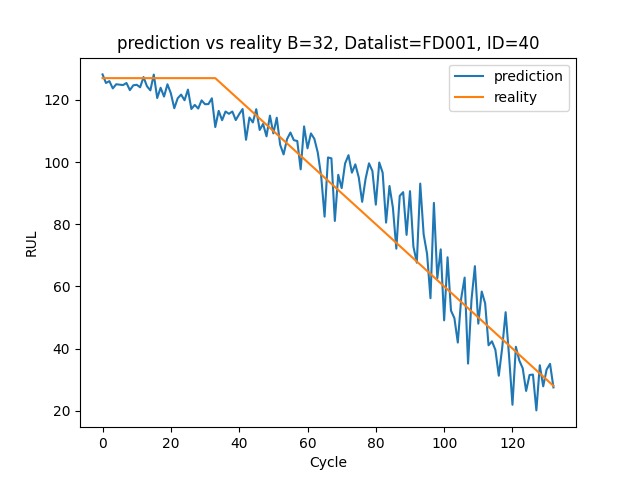 prediction vs reality B=32, Datalist=FD001, ID=40
prediction
reality
120
100
80
60
40
20
RUL
0 20 40 60 80 100 120
Cycle